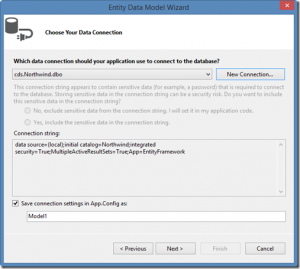 Entity Data Model Wizard
Choose Your Data Connection
Which data connection should your application use to connect to the database?
cds.Northwind.dbo
New Connection...
This connection string appears to contain sensitive data (for example, a password) that is required to
connect to the database. Storing sensitive data in the connection string can be a security risk. Do you want to include
this sensitive data in the connection string?
No, exclude sensitive data from the connection string. I will set it in my application code.
Yes, include the sensitive data in the connection string.
Connection string:
data source=(local);initial catalog=Northwind;integrated
security=True;MultipleActiveResultSets=True;App=EntityFramework
Save connection settings in App.Config as:
Model1
< Previous
Next >
Finish
Cancel